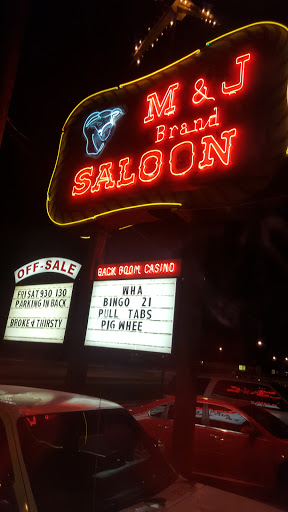 M & J
Brand
SALOON
OFF-SALE
FRI SAT 930 130
PARKING IN BACK
BROKE N THIRSTY
BACK ROOM CASINO
WHA
BINGO 21
PULL TABS
PIG WHEE